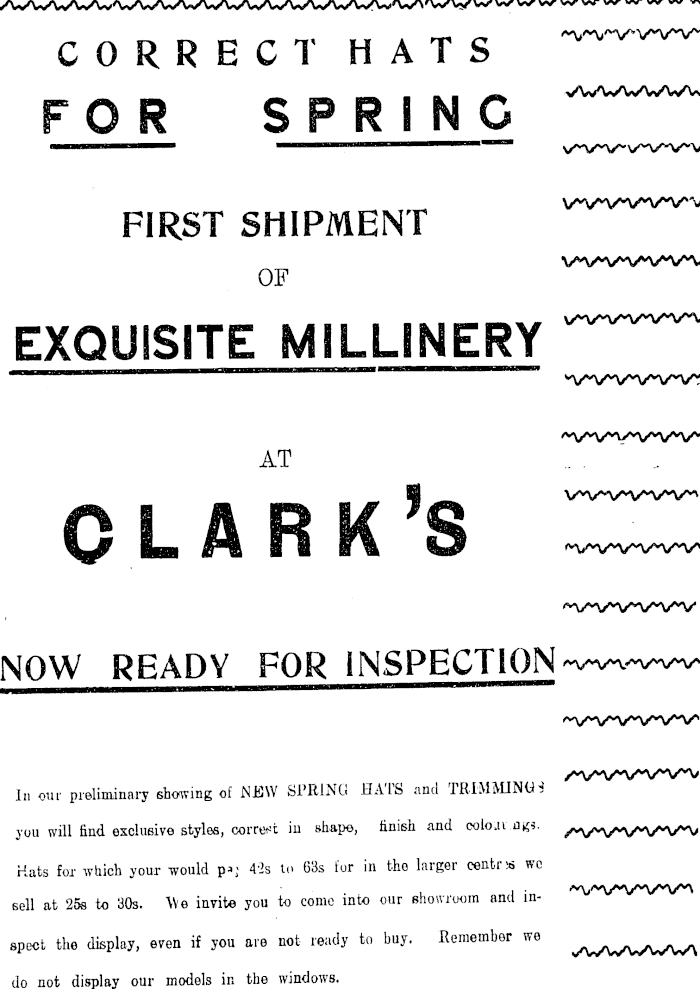 CORRECT HATS
FOR SPRING
FIRST SHIPMENT
OF
EXQUISITE MILLINERY
AT
CLARK'S
NOW READY FOR INSPECTION
In our preliminary showing of NEW SPRING HATS and TRIMMINGS
you will find exclusive styles, correct in shape, finish and colourings.
Hats for which your would pay 42s to 63s for in the larger centres we
sell at 25s to 30s. We invite you to come into our showroom and in-
spect the display, even if you are not ready to buy. Remember we
do not display our models in the windows.